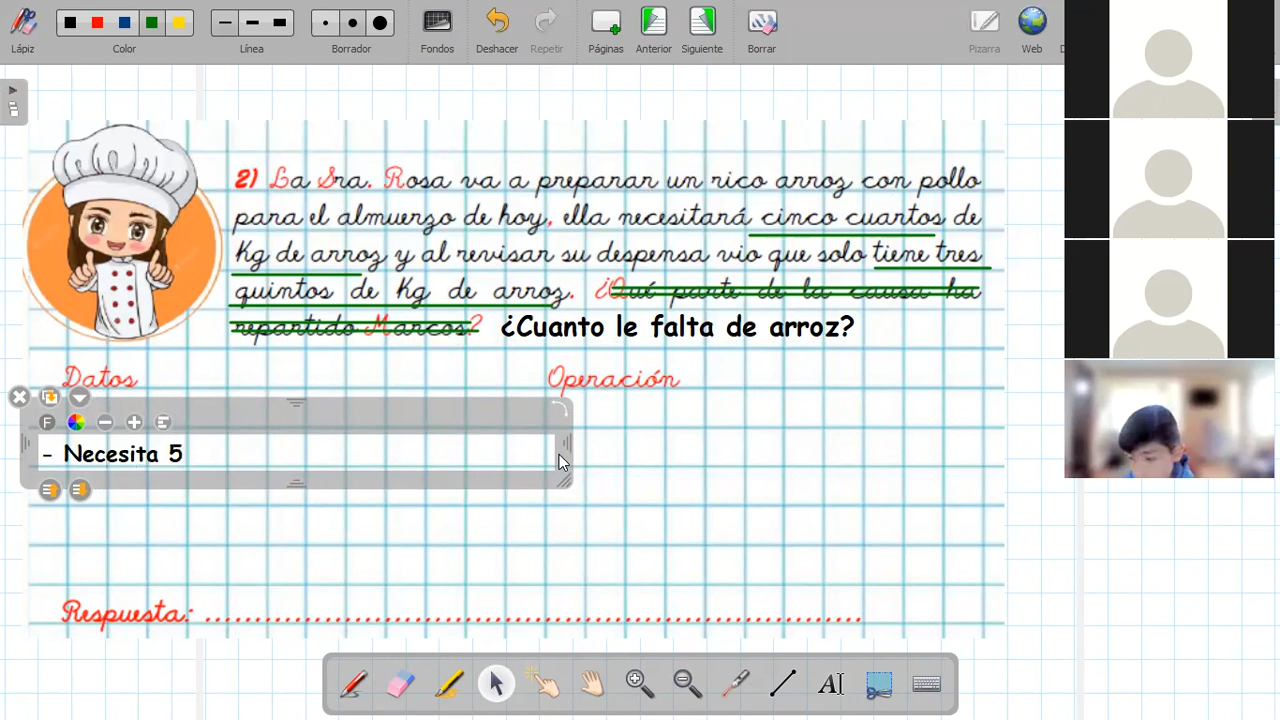 Lápiz
Color
Línea
Borrador
Fondos
Deshacer
Repetir
Páginas
Anterior
Siguiente
Borrar
Pizarra
Web
2) La Sra. Rosa va a preparar un rico arroz con pollo
para el almuerzo de hoy, ella necesitará cinco cuartos de
Kg de arroz y al revisar su despensa vio que solo tiene tres
quintos de Kg de arroz. ¿Qué parte de la causa ha
repartido Marcos? ¿Cuanto le falta de arroz?
Datos
Operación
F
- Necesita 5
Respuesta: ......................................................
AI